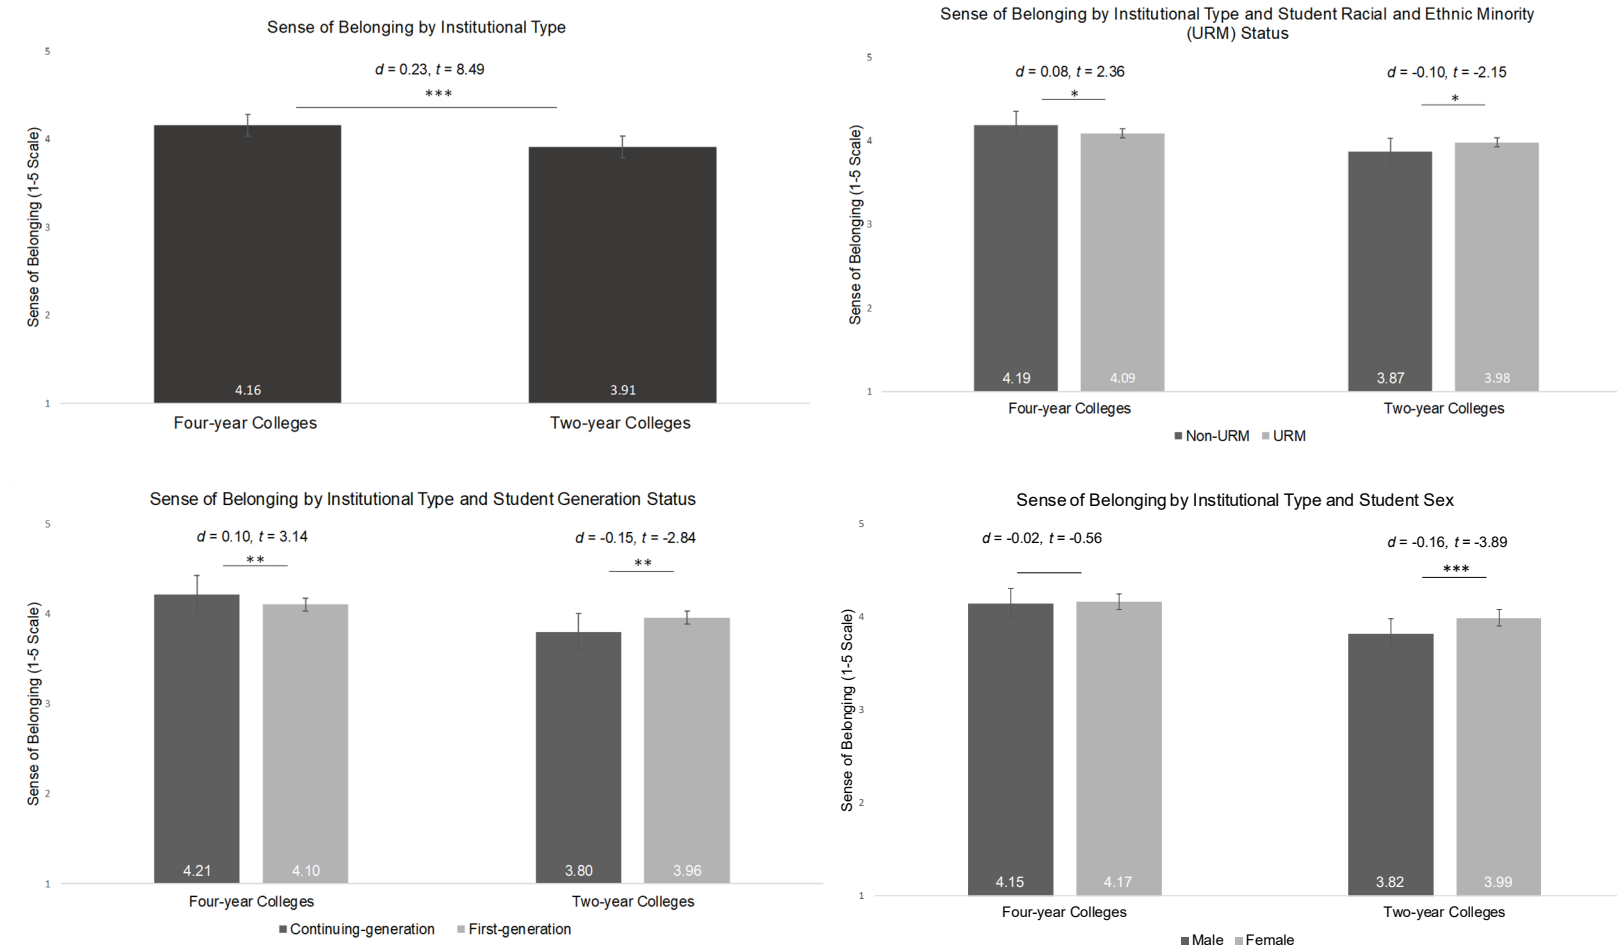 Sense of Belonging by Institutional Type
5
d = 0.23, t = 8.49
***
4
3
2
1
Sense of Belonging (1-5 Scale)
4.16
3.91
Four-year Colleges
Two-year Colleges
Sense of Belonging by Institutional Type and Student Racial and Ethnic Minority
(URM) Status
5
d = 0.08, t = 2.36
d = -0.10, t = -2.15
*
*
4
3
2
1
Sense of Belonging (1-5 Scale)
4.19
4.09
3.87
3.98
Four-year Colleges
Two-year Colleges
Non-URM
URM
Sense of Belonging by Institutional Type and Student Generation Status
5
d = 0.10, t = 3.14
d = -0.15, t = -2.84
**
**
4
3
2
1
Sense of Belonging (1-5 Scale)
4.21
4.10
3.80
3.96
Four-year Colleges
Two-year Colleges
Continuing-generation
First-generation
Sense of Belonging by Institutional Type and Student Sex
5
d = -0.02, t = -0.56
d = -0.16, t = -3.89
***
4
3
2
1
Sense of Belonging (1-5 Scale)
4.15
4.17
3.82
3.99
Four-year Colleges
Two-year Colleges
Male
Female